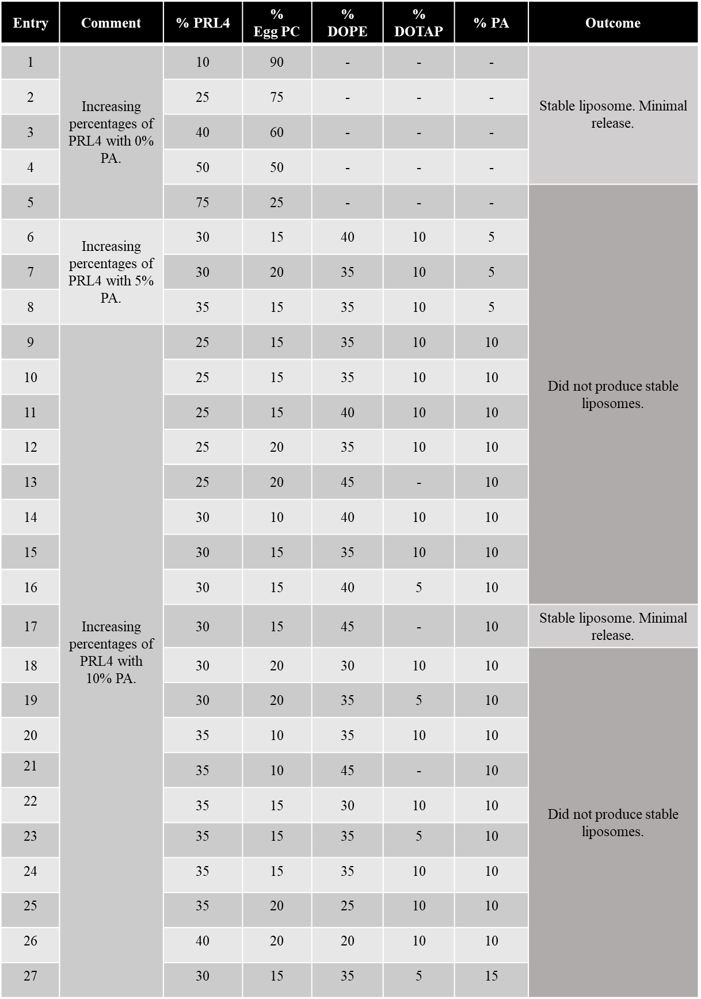 Entry Comment % PRL4 % Egg PC % DOPE % DOTAP % PA Outcome
1 Increasing percentages of PRL4 with 0% PA. 10 90 - - - Stable liposome. Minimal release.
2 25 75 - - -
3 40 60 - - -
4 50 50 - - -
5 75 25 - - - Did not produce stable liposomes.
6 Increasing percentages of PRL4 with 5% PA. 30 15 40 10 5
7 30 20 35 10 5
8 35 15 35 10 5
9 Increasing percentages of PRL4 with 10% PA. 25 15 35 10 10
10 25 15 35 10 10
11 25 15 40 10 10
12 25 20 35 10 10
13 25 20 45 - 10
14 30 10 40 10 10
15 30 15 35 10 10
16 30 15 40 5 10
17 30 15 45 - 10 Stable liposome. Minimal release.
18 30 20 30 10 10 Did not produce stable liposomes.
19 30 20 35 5 10
20 35 10 35 10 10
21 35 10 45 - 10
22 35 15 30 10 10
23 35 15 35 5 10
24 35 15 35 10 10
25 35 20 25 10 10
26 40 20 20 10 10
27 30 15 35 5 15